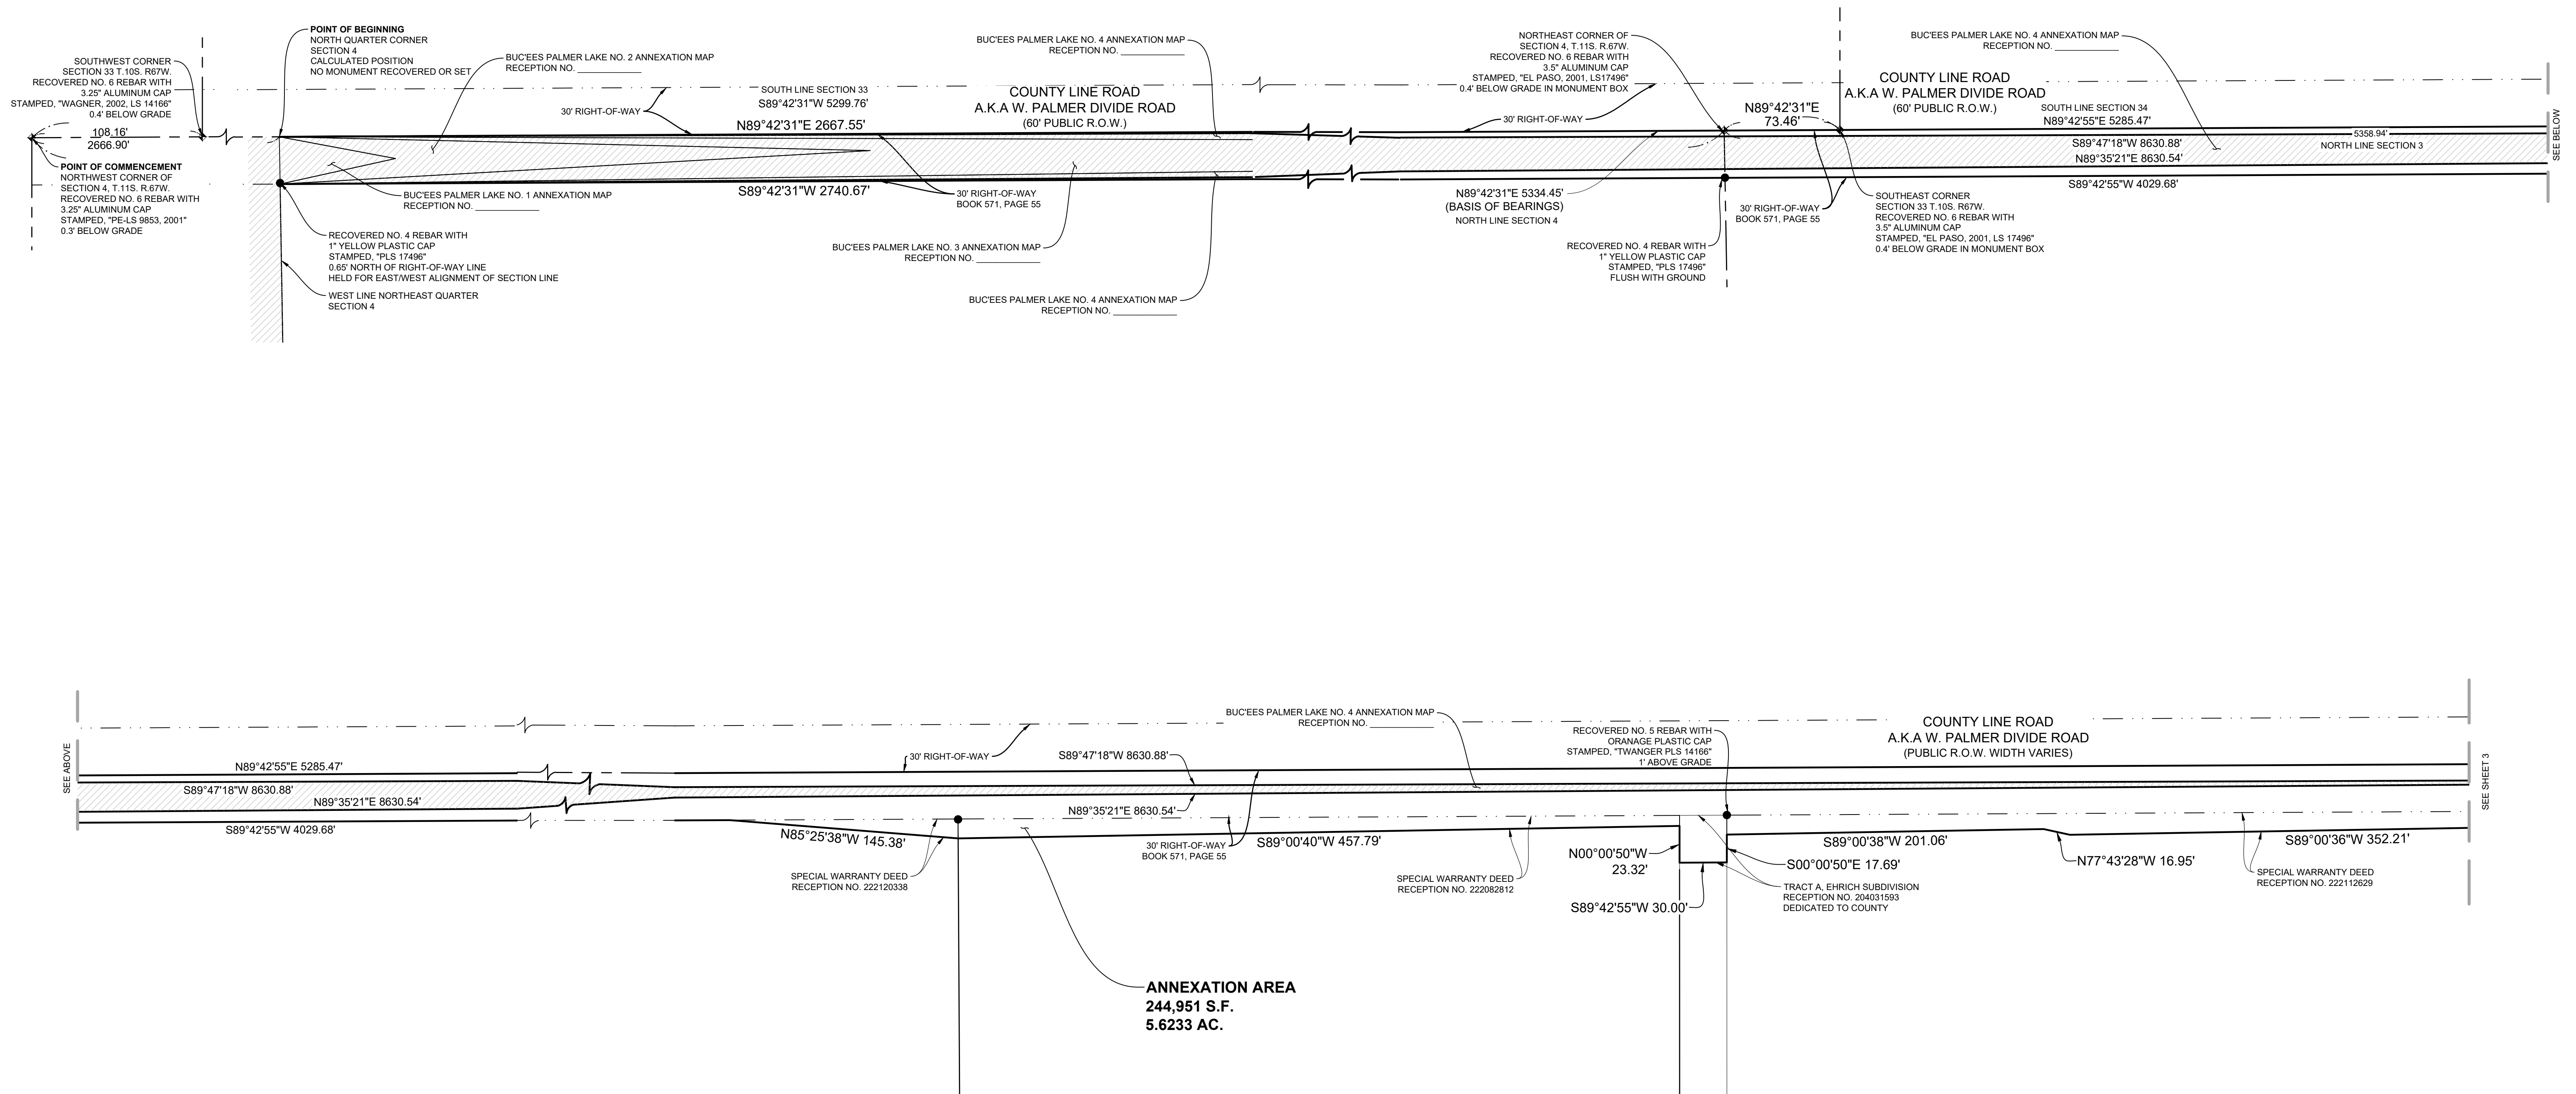 SOUTHWEST CORNER
SECTION 33 T.10S. R67W.
RECOVERED NO. 6 REBAR WITH
3.25" ALUMINUM CAP
STAMPED, "WAGNER, 2002, LS 14166"
0.4' BELOW GRADE
108.16'
2666.90'
POINT OF COMMENCEMENT
NORTHWEST CORNER OF
SECTION 4, T.11S. R.67W.
RECOVERED NO. 6 REBAR WITH
3.25" ALUMINUM CAP
STAMPED, "PE-LS 9853, 2001"
0.3' BELOW GRADE
POINT OF BEGINNING
NORTH QUARTER CORNER
SECTION 4
CALCULATED POSITION
NO MONUMENT RECOVERED OR SET
BUC'EES PALMER LAKE NO. 2 ANNEXATION MAP
RECEPTION NO. _____________
BUC'EES PALMER LAKE NO. 1 ANNEXATION MAP
RECEPTION NO. _____________
RECOVERED NO. 4 REBAR WITH
1" YELLOW PLASTIC CAP
STAMPED, "PLS 17496"
0.65' NORTH OF RIGHT-OF-WAY LINE
HELD FOR EAST/WEST ALIGNMENT OF SECTION LINE
WEST LINE NORTHEAST QUARTER
SECTION 4
30' RIGHT-OF-WAY
SOUTH LINE SECTION 33
S89°42'31"W 5299.76'
N89°42'31"E 2667.55'
S89°42'31"W 2740.67'
BUC'EES PALMER LAKE NO. 4 ANNEXATION MAP
RECEPTION NO. _____________
COUNTY LINE ROAD
A.K.A W. PALMER DIVIDE ROAD
(60' PUBLIC R.O.W.)
30' RIGHT-OF-WAY
BOOK 571, PAGE 55
BUC'EES PALMER LAKE NO. 3 ANNEXATION MAP
RECEPTION NO. _____________
BUC'EES PALMER LAKE NO. 4 ANNEXATION MAP
RECEPTION NO. _____________
NORTHEAST CORNER OF
SECTION 4, T.11S. R.67W.
RECOVERED NO. 6 REBAR WITH
3.5" ALUMINUM CAP
STAMPED, "EL PASO, 2001, LS17496"
0.4' BELOW GRADE IN MONUMENT BOX
30' RIGHT-OF-WAY
N89°42'31"E
73.46'
N89°42'31"E 5334.45'
(BASIS OF BEARINGS)
NORTH LINE SECTION 4
RECOVERED NO. 4 REBAR WITH
1" YELLOW PLASTIC CAP
STAMPED, "PLS 17496"
FLUSH WITH GROUND
30' RIGHT-OF-WAY
BOOK 571, PAGE 55
BUC'EES PALMER LAKE NO. 4 ANNEXATION MAP
RECEPTION NO. _____________
COUNTY LINE ROAD
A.K.A W. PALMER DIVIDE ROAD
(60' PUBLIC R.O.W.)
SOUTH LINE SECTION 34
N89°42'55"E 5285.47'
5358.94'
S89°47'18"W 8630.88'
NORTH LINE SECTION 3
N89°35'21"E 8630.54'
S89°42'55"W 4029.68'
SOUTHEAST CORNER
SECTION 33 T.10S. R67W.
RECOVERED NO. 6 REBAR WITH
3.5" ALUMINUM CAP
STAMPED, "EL PASO, 2001, LS 17496"
0.4' BELOW GRADE IN MONUMENT BOX
SEE BELOW
SEE ABOVE
N89°42'55"E 5285.47'
S89°47'18"W 8630.88'
N89°35'21"E 8630.54'
S89°42'55"W 4029.68'
30' RIGHT-OF-WAY
S89°47'18"W 8630.88'
BUC'EES PALMER LAKE NO. 4 ANNEXATION MAP
RECEPTION NO. _____________
RECOVERED NO. 5 REBAR WITH
ORANAGE PLASTIC CAP
STAMPED, "TWANGER PLS 14166"
1' ABOVE GRADE
COUNTY LINE ROAD
A.K.A W. PALMER DIVIDE ROAD
(PUBLIC R.O.W. WIDTH VARIES)
N89°35'21"E 8630.54'
N85°25'38"W 145.38'
30' RIGHT-OF-WAY
BOOK 571, PAGE 55
S89°00'40"W 457.79'
N00°00'50"W
23.32'
S89°00'38"W 201.06'
S00°00'50"E 17.69'
N77°43'28"W 16.95'
S89°00'36"W 352.21'
SPECIAL WARRANTY DEED
RECEPTION NO. 222120338
SPECIAL WARRANTY DEED
RECEPTION NO. 222082812
S89°42'55"W 30.00'
TRACT A, EHRICH SUBDIVISION
RECEPTION NO. 204031593
DEDICATED TO COUNTY
SPECIAL WARRANTY DEED
RECEPTION NO. 222112629
SEE SHEET 3
ANNEXATION AREA
244,951 S.F.
5.6233 AC.